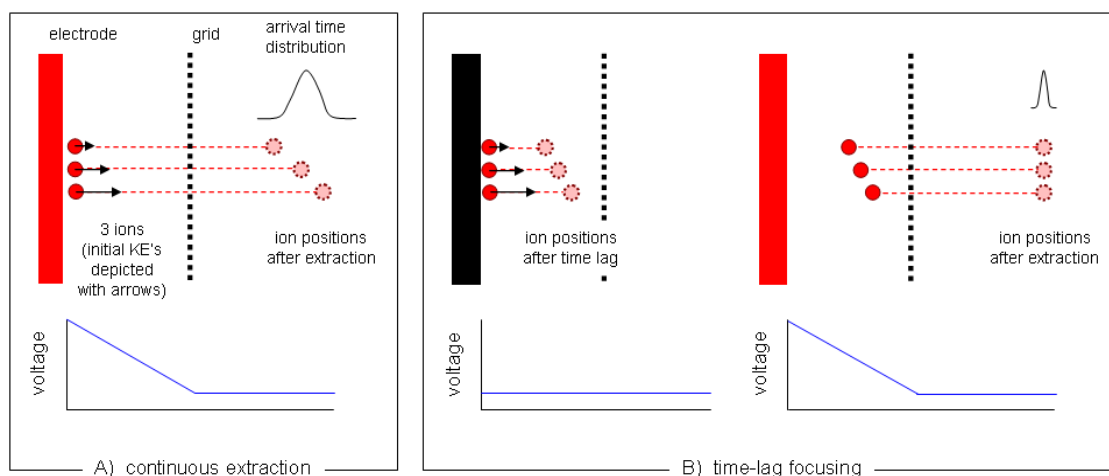 electrode
grid
arrival time
distribution
3 ions
(initial KE's
depicted
with arrows)
ion positions
after extraction
voltage
A) continuous extraction
ion positions
after time lag
ion positions
after extraction
voltage
voltage
B) time-lag focusing